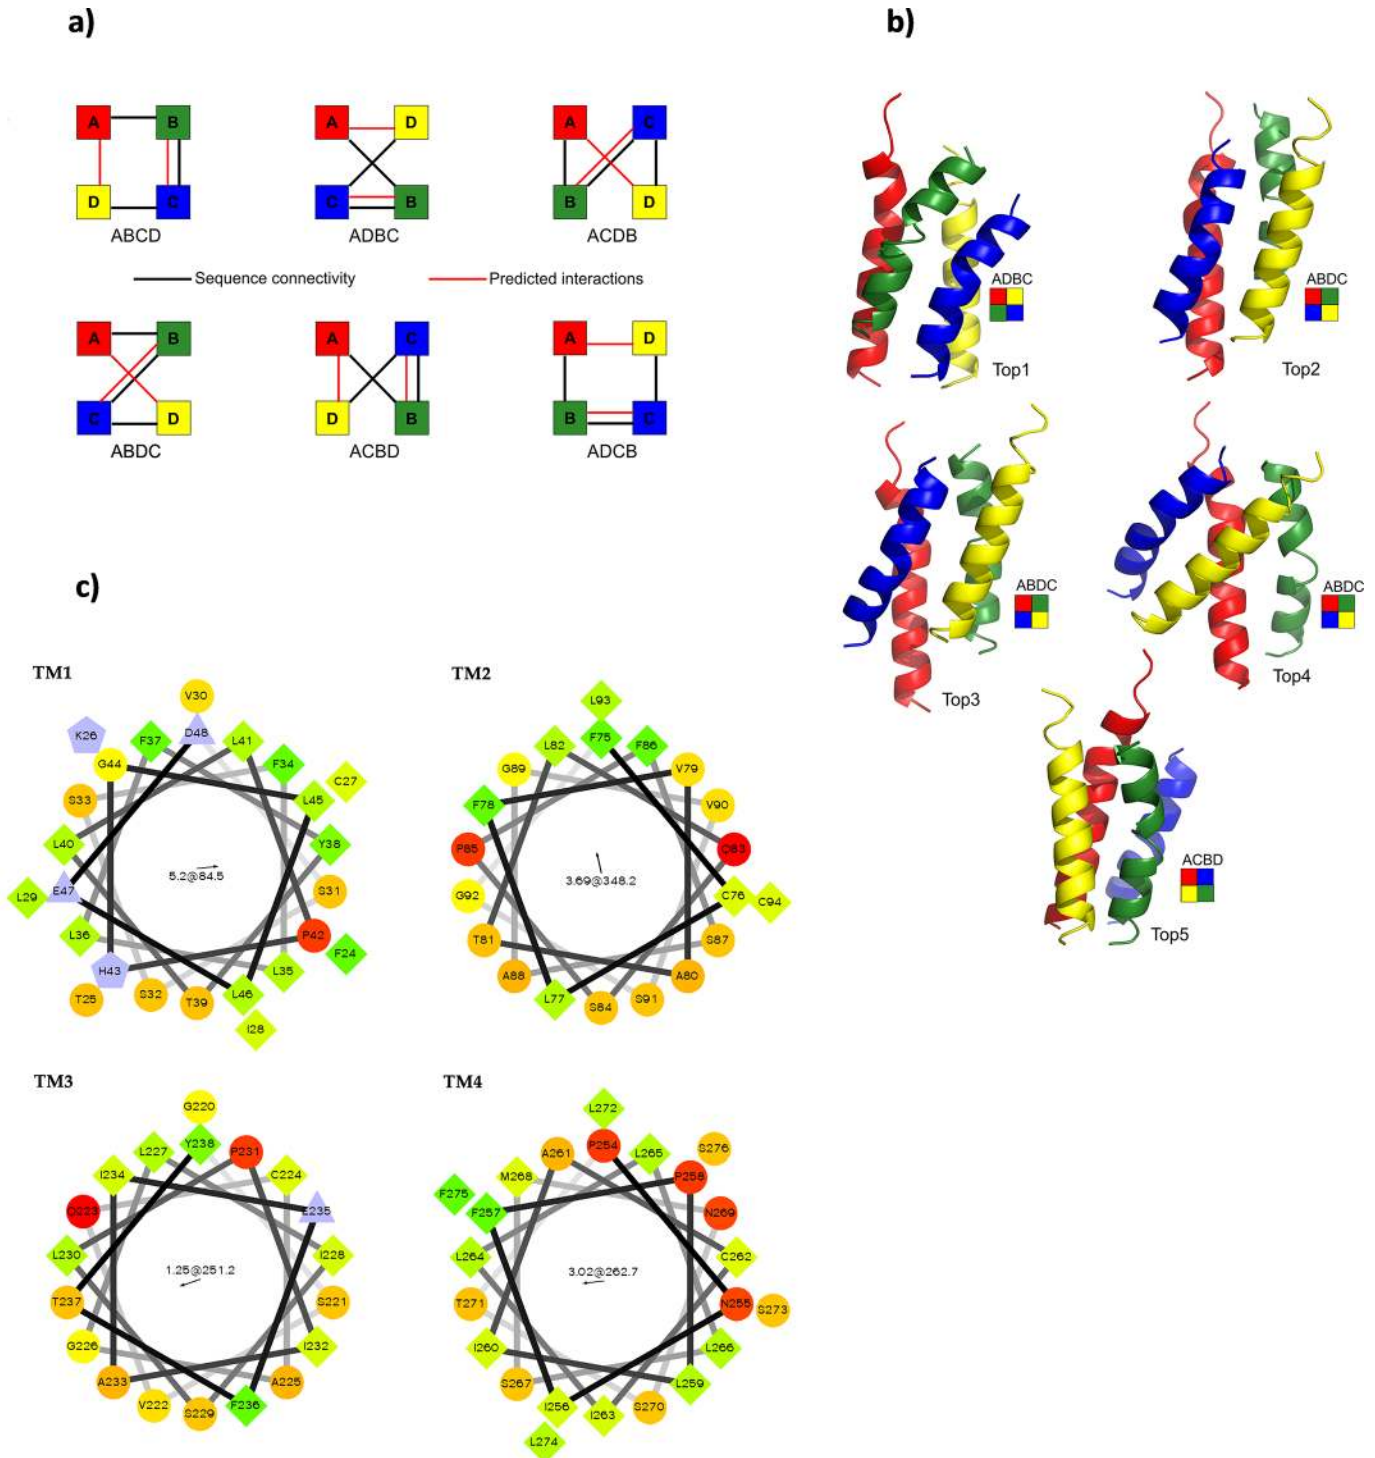 a)
b)
A B
D C
ABCD
A D
C B
ADBC
A C
B D
ACDB
Sequence connectivity
Predicted interactions
A B
C D
ABDC
A C
D B
ACBD
A D
B C
ADCB
ADBC
Top1
ABDC
Top2
ABDC
Top3
ABDC
Top4
ACBD
Top5
c)
TM1
V30
K26 F37 D48 L41
G44 F34 C27
S33 L45
L40 Y38
5.2@84.5
L29 E47 S31
L36 P42 F24
H43 L35
T25 S32 T39 L46
I28
TM2
L93
L82 F75 F86
G89 V79
F78 V90
P85
3.69@348.2
G92 C76 C94
T81 S87
A88 A80
L77 S84 S91
TM3
G220
L227 Y238 P231
I234 C224
E235
L230 I228
1.25@251.2
T237 S221
G226 I232
A233 A225
V222 S229 F236
TM4
L272
A261 P254 L265 S276
M268 P258
F275 F257 N269
L264 C262
3.02@262.7
T271 N255 S273
I260 L266
S267 L259
I256 I263 S270
L274